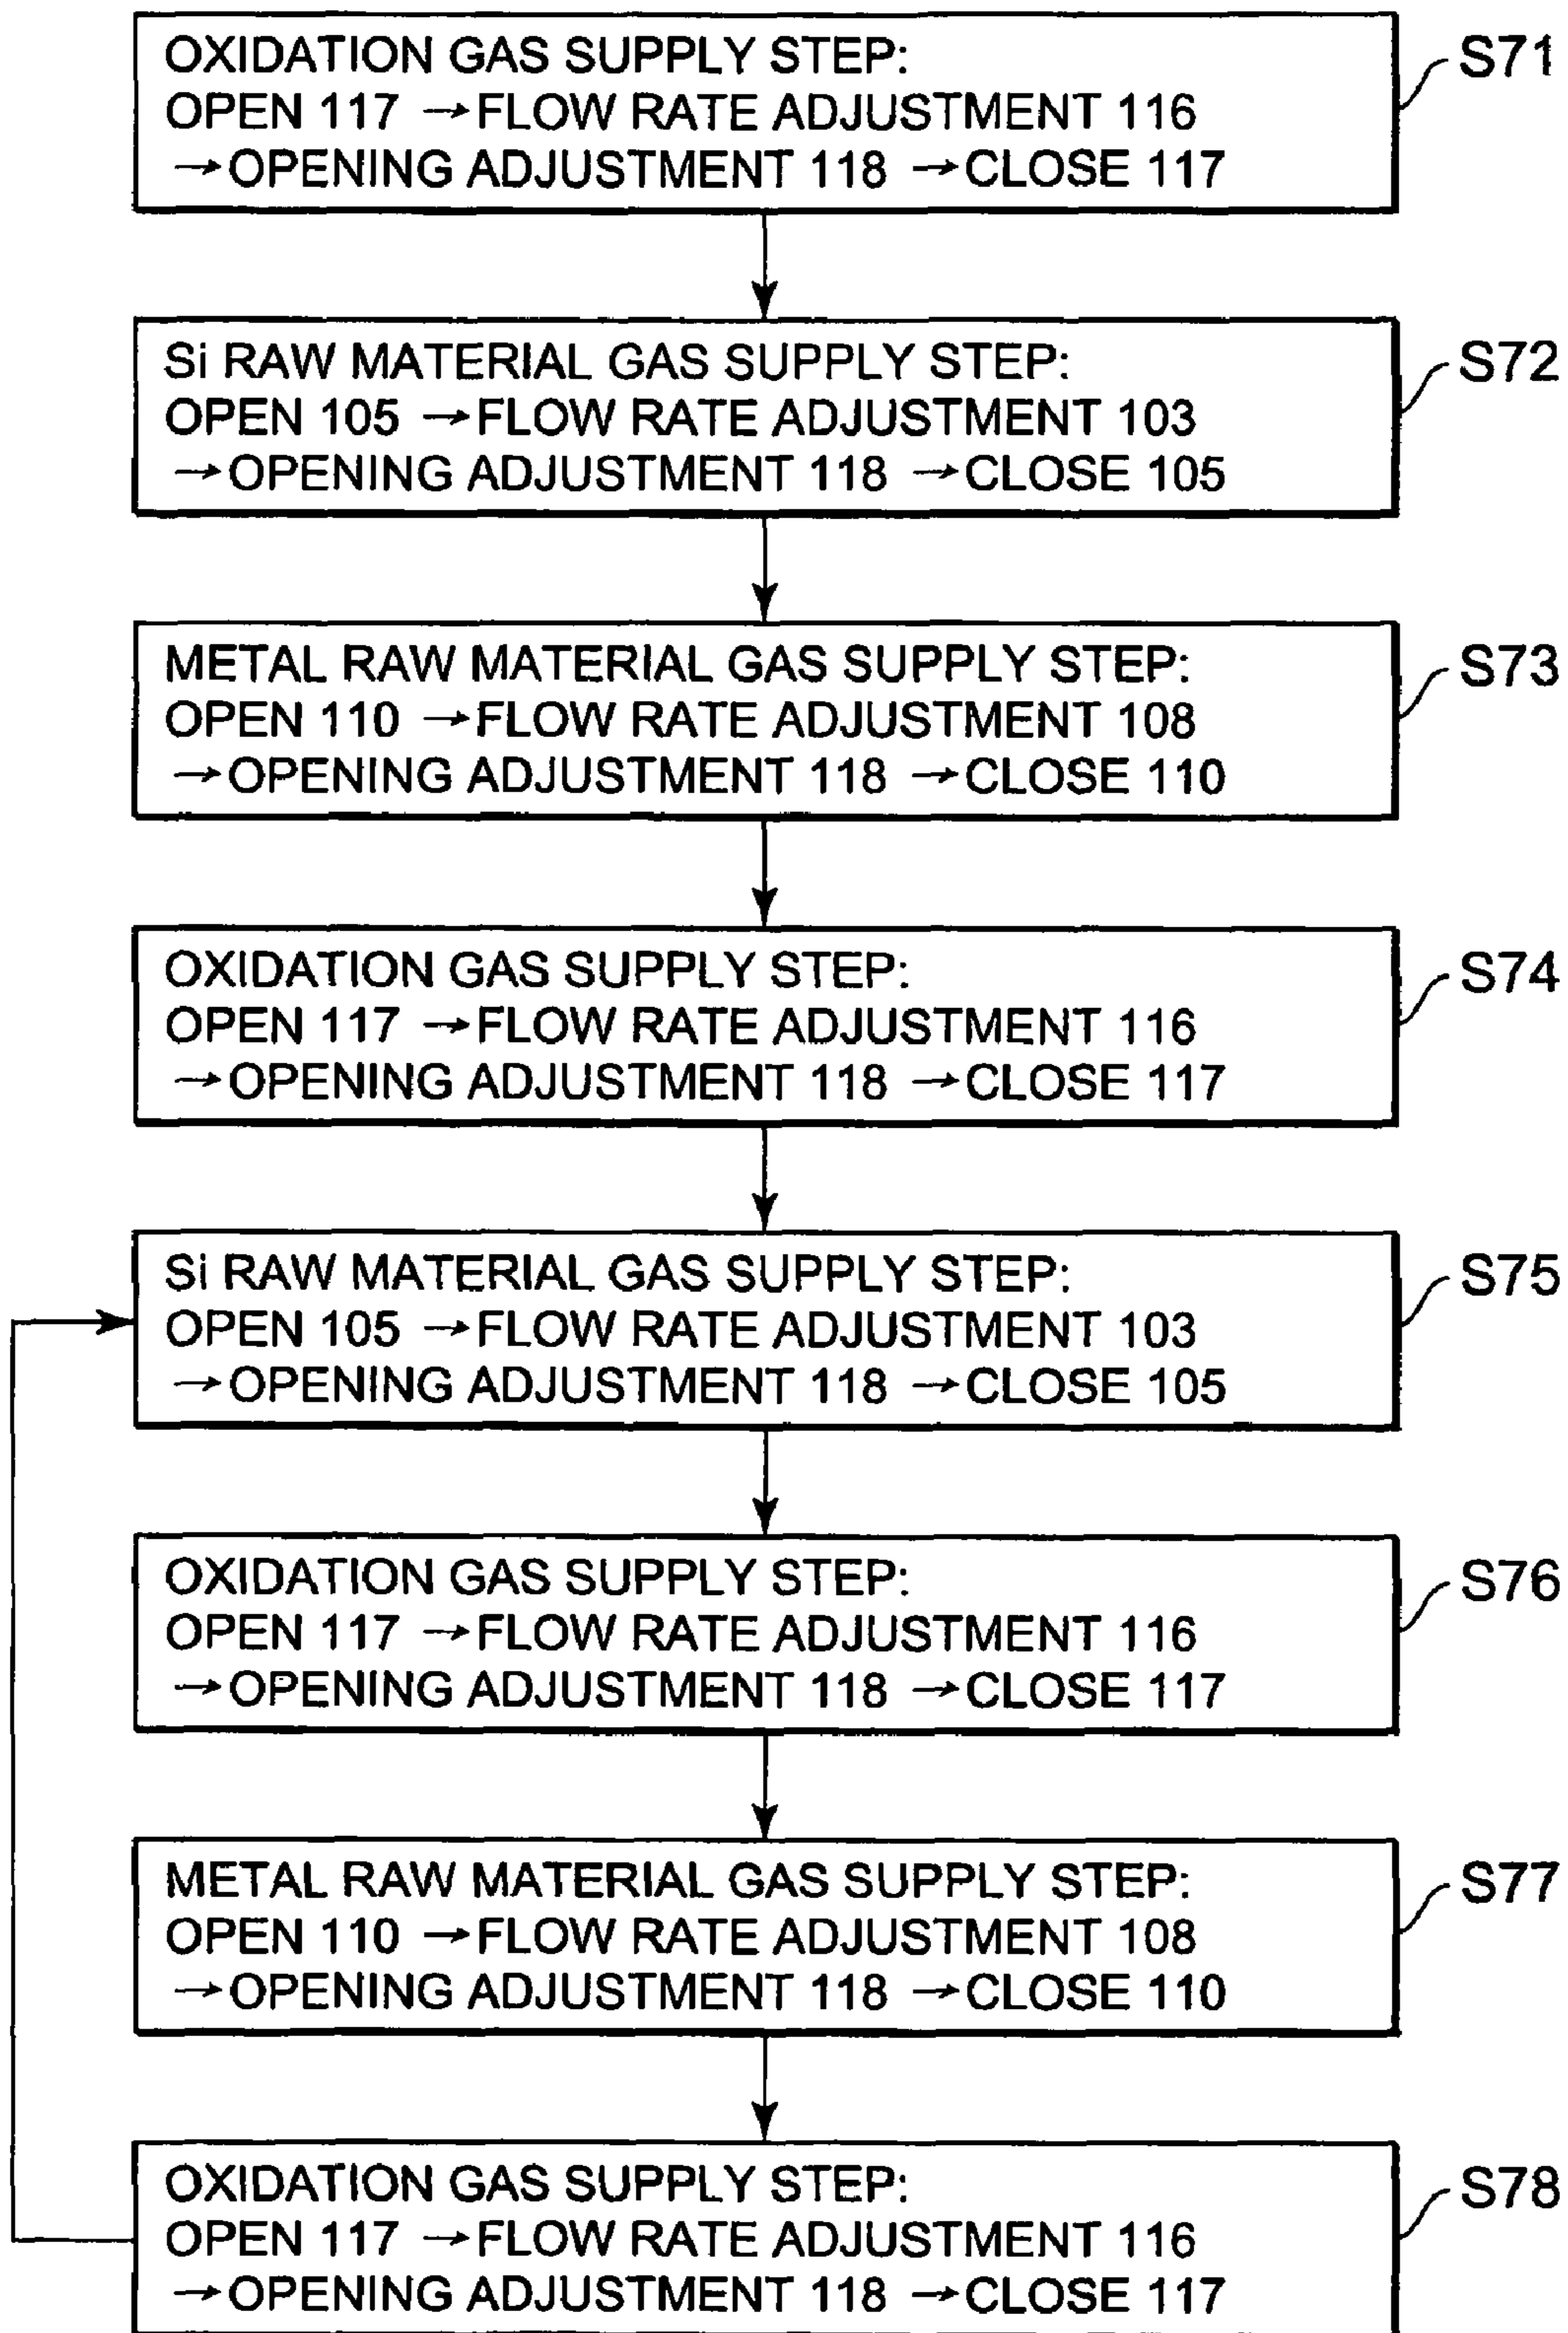 OXIDATION GAS SUPPLY STEP:
OPEN 117 →FLOW RATE ADJUSTMENT 116
→OPENING ADJUSTMENT 118 →CLOSE 117
S71
Si RAW MATERIAL GAS SUPPLY STEP:
OPEN 105 →FLOW RATE ADJUSTMENT 103
→OPENING ADJUSTMENT 118 →CLOSE 105
S72
METAL RAW MATERIAL GAS SUPPLY STEP:
OPEN 110 →FLOW RATE ADJUSTMENT 108
→OPENING ADJUSTMENT 118 →CLOSE 110
S73
OXIDATION GAS SUPPLY STEP:
OPEN 117 →FLOW RATE ADJUSTMENT 116
→OPENING ADJUSTMENT 118 →CLOSE 117
S74
Si RAW MATERIAL GAS SUPPLY STEP:
OPEN 105 →FLOW RATE ADJUSTMENT 103
→OPENING ADJUSTMENT 118 →CLOSE 105
S75
OXIDATION GAS SUPPLY STEP:
OPEN 117 →FLOW RATE ADJUSTMENT 116
→OPENING ADJUSTMENT 118 →CLOSE 117
S76
METAL RAW MATERIAL GAS SUPPLY STEP:
OPEN 110 →FLOW RATE ADJUSTMENT 108
→OPENING ADJUSTMENT 118 →CLOSE 110
S77
OXIDATION GAS SUPPLY STEP:
OPEN 117 →FLOW RATE ADJUSTMENT 116
→OPENING ADJUSTMENT 118 →CLOSE 117
S78